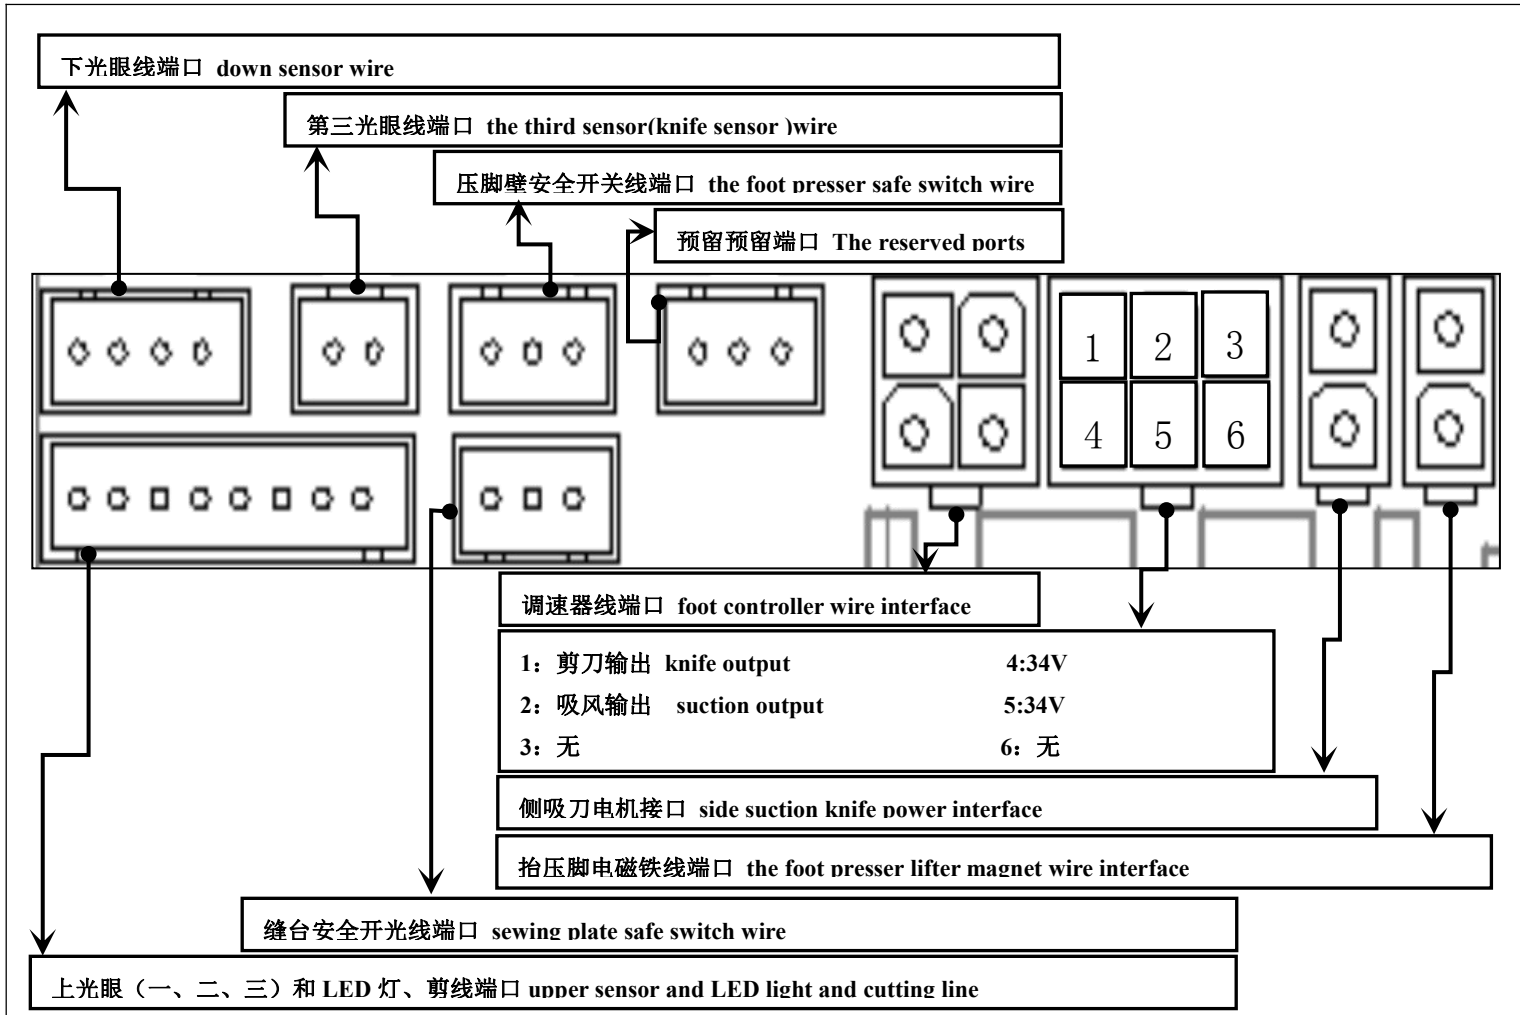 下光眼线端口 down sensor wire
第三光眼线端口 the third sensor(knife sensor )wire
压脚壁安全开关线端口 the foot presser safe switch wire
预留预留端口 The reserved ports
1 2 3
4 5 6
调速器线端口 foot controller wire interface
1：剪刀输出 knife output 4:34V
2：吸风输出 suction output 5:34V
3：无 6：无
侧吸刀电机接口 side suction knife power interface
抬压脚电磁铁线端口 the foot presser lifter magnet wire interface
缝台安全开光线端口 sewing plate safe switch wire
上光眼（一、二、三）和 LED 灯、剪线端口 upper sensor and LED light and cutting line